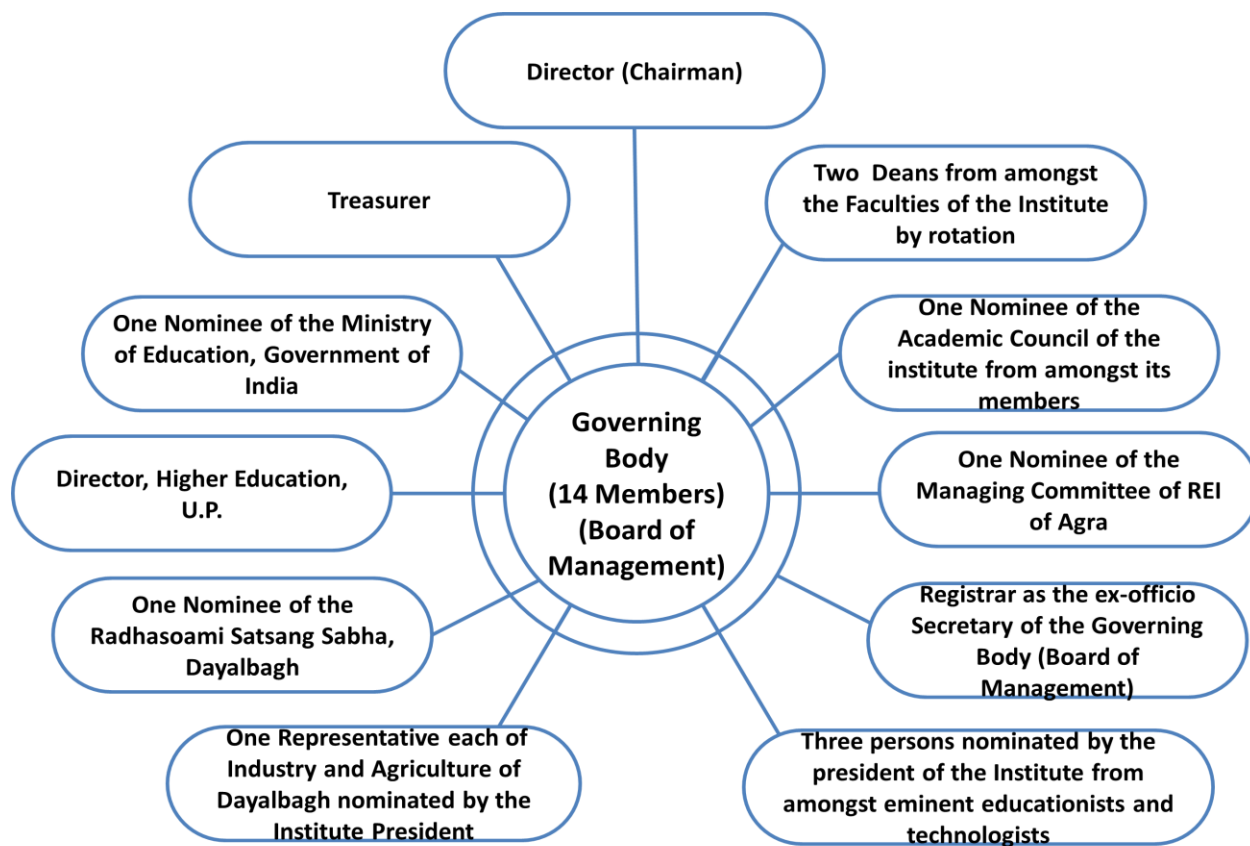 Director (Chairman)
Treasurer
Two Deans from amongst
the Faculties of the Institute
by rotation
One Nominee of the Ministry
of Education, Government of
India
One Nominee of the
Academic Council of the
institute from amongst its
members
Governing
Body
(14 Members)
(Board of
Management)
Director, Higher Education,
U.P.
One Nominee of the
Managing Committee of REI
of Agra
One Nominee of the
Radhasoami Satsang Sabha,
Dayalbagh
Registrar as the ex-officio
Secretary of the Governing
Body (Board of
Management)
One Representative each of
Industry and Agriculture of
Dayalbagh nominated by the
Institute President
Three persons nominated by the
president of the Institute from
amongst eminent educationists and
technologists